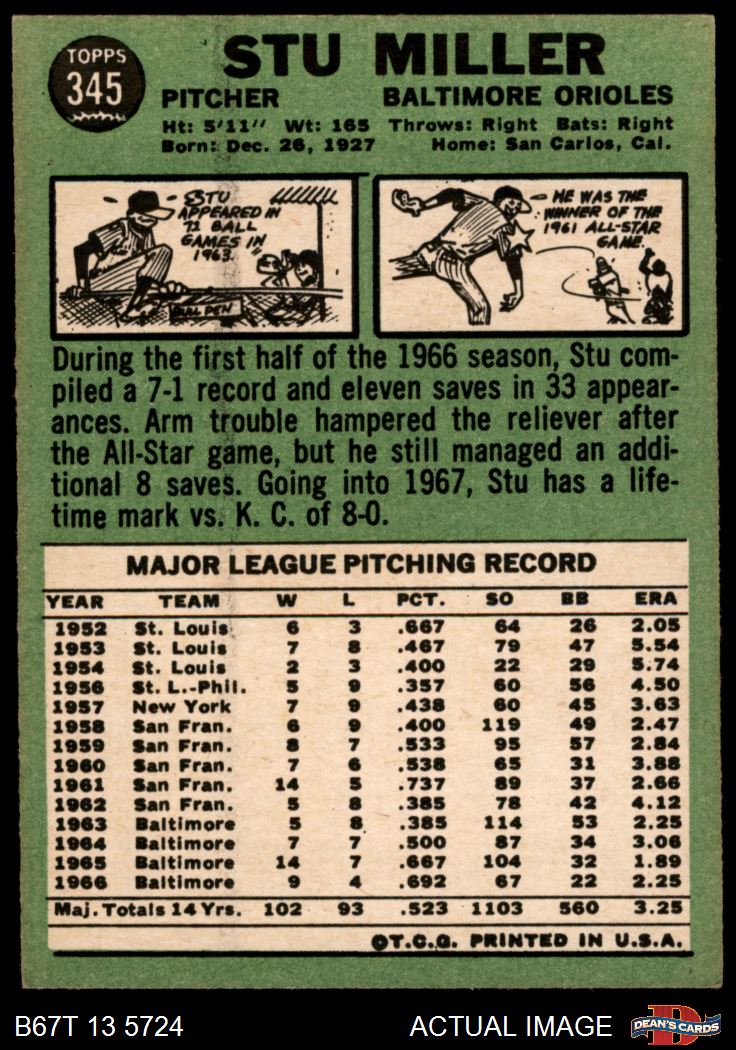 TOPPS
345
STU MILLER
PITCHER BALTIMORE ORIOLES
Ht: 5'11" Wt: 165 Throws: Right Bats: Right
Born: Dec. 26, 1927 Home: San Carlos, Cal.
STU
APPEARED IN
72 BALL
GAMES IN
1963.
BULL PEN
HE WAS THE
WINNER OF THE
1961 ALL-STAR
GAME.
During the first half of the 1966 season, Stu com-
piled a 7-1 record and eleven saves in 33 appear-
ances. Arm trouble hampered the reliever after
the All-Star game, but he still managed an addi-
tional 8 saves. Going into 1967, Stu has a life-
time mark vs. K. C. of 8-0.
MAJOR LEAGUE PITCHING RECORD
YEAR TEAM W L PCT. SO BB ERA
1952 St. Louis 6 3 .667 64 26 2.05
1953 St. Louis 7 8 .467 79 47 5.54
1954 St. Louis 2 3 .400 22 29 5.74
1956 St. L.-Phil. 5 9 .357 60 56 4.50
1957 New York 7 9 .438 60 45 3.63
1958 San Fran. 6 9 .400 119 49 2.47
1959 San Fran. 8 7 .533 95 57 2.84
1960 San Fran. 7 6 .538 65 31 3.88
1961 San Fran. 14 5 .737 89 37 2.66
1962 San Fran. 5 8 .385 78 42 4.12
1963 Baltimore 5 8 .385 114 53 2.25
1964 Baltimore 7 7 .500 87 34 3.06
1965 Baltimore 14 7 .667 104 32 1.89
1966 Baltimore 9 4 .692 67 22 2.25
Maj. Totals 14 Yrs. 102 93 .523 1103 560 3.25
©T.C.G. PRINTED IN U.S.A.
B67T 13 5724 ACTUAL IMAGE DEAN'S CARDS